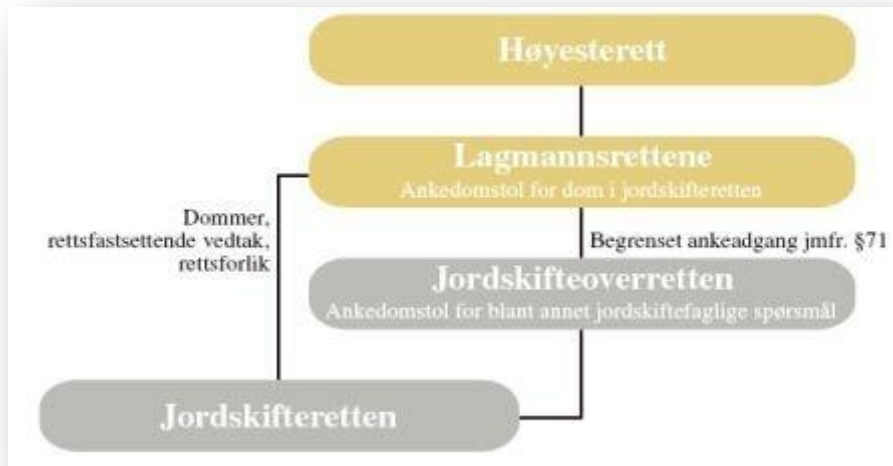 Høyesterett
Lagmannsrettene
Ankedomstol for dom i jordskifteretten
Dommer,
rettsfastsettende vedtak,
rettsforlik
Begrenset ankeadgang jmfr. §71
Jordskifteoverretten
Ankedomstol for blant annet jordskiftefaglige spørsmål
Jordskifteretten